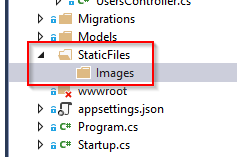 UsersController.cs
Migrations
Models
StaticFiles
Images
wwwroot
appsettings.json
C# Program.cs
C# Startup.cs